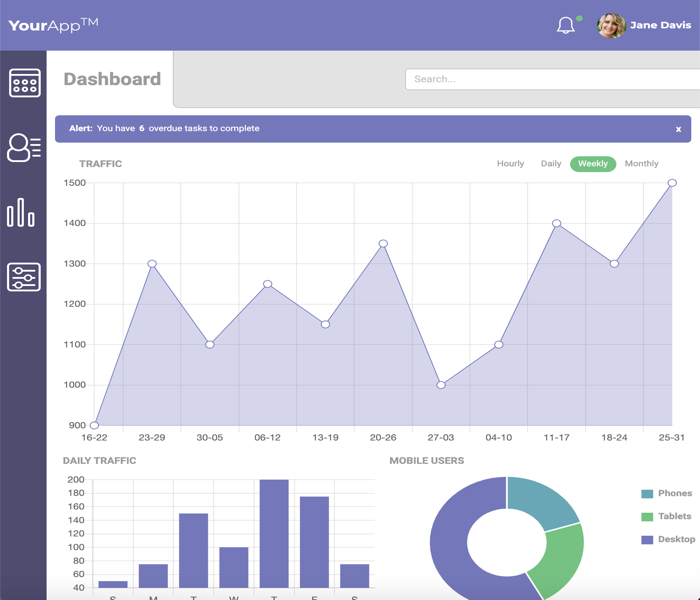 YourApp™
Jane Davis
Dashboard
Search...
Alert: You have 6 overdue tasks to complete
x
TRAFFIC
Hourly Daily Weekly Monthly
1500
1400
1300
1200
1100
1000
900
16-22 23-29 30-05 06-12 13-19 20-26 27-03 04-10 11-17 18-24 25-31
DAILY TRAFFIC
200
180
160
140
120
100
80
60
40
S M T W T F S
MOBILE USERS
Phones
Tablets
Desktop